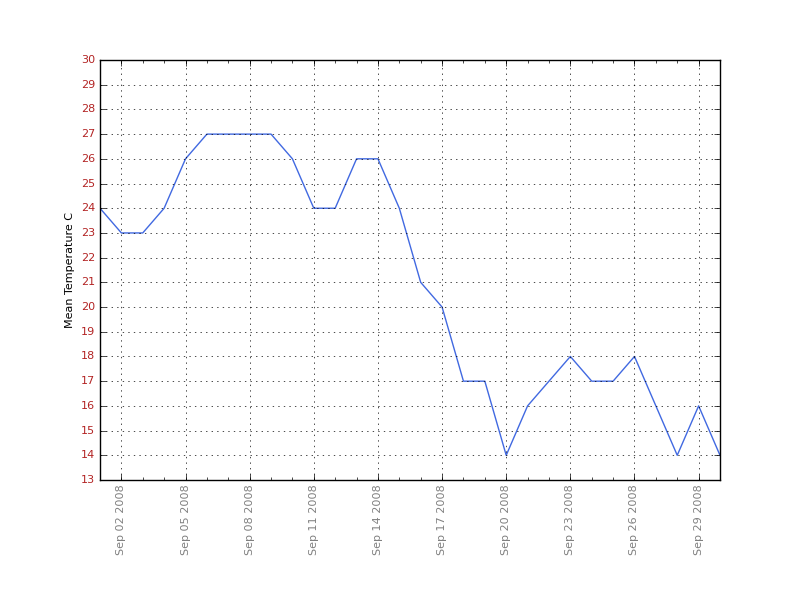 30
29
28
27
26
25
24
23
22
21
20
19
18
17
16
15
14
13
Mean Temperature C
Sep 02 2008
Sep 05 2008
Sep 08 2008
Sep 11 2008
Sep 14 2008
Sep 17 2008
Sep 20 2008
Sep 23 2008
Sep 26 2008
Sep 29 2008